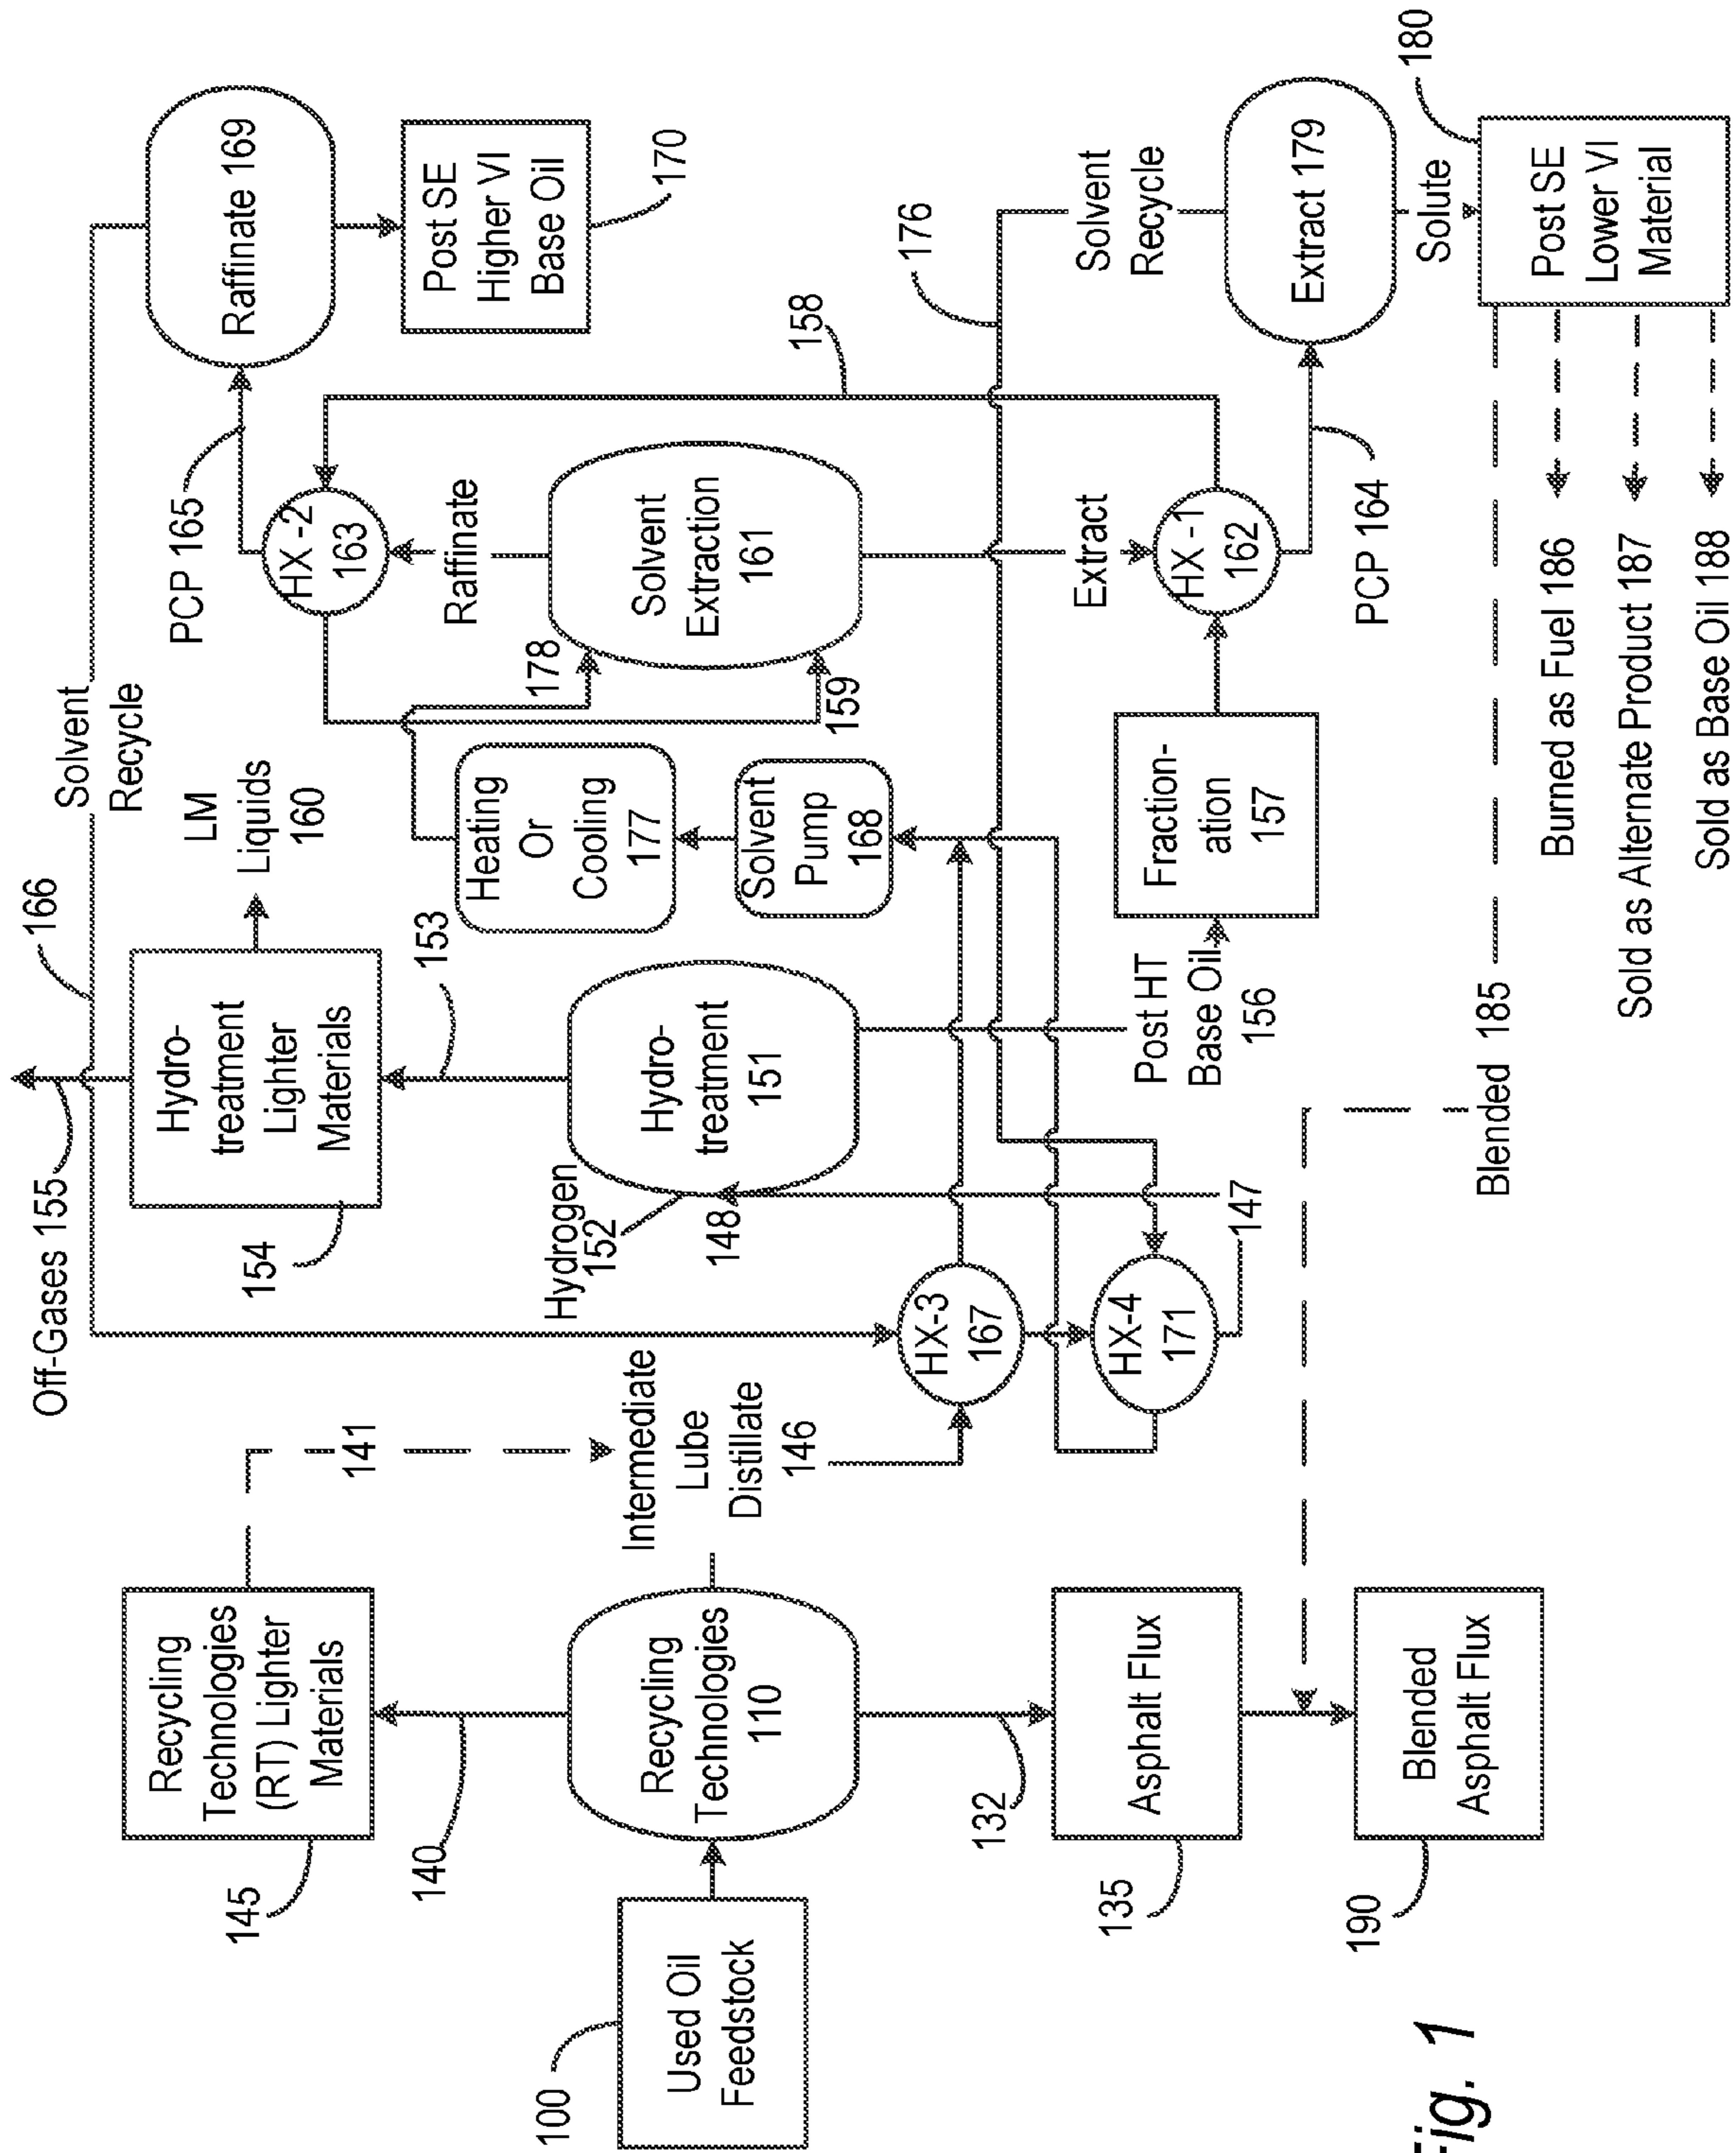 Off-Gases 155
166
Solvent
Recycle
145
Recycling
Technologies
(RT) Lighter
Materials
141
154
Hydro-
treatment
Lighter
Materials
LM
Liquids
160
PCP 165
Raffinate 169
140
153
HX -2
163
Post SE
Higher VI
Base Oil
170
Raffinate
100
Used Oil
Feedstock
Recycling
Technologies
110
Intermediate
Lube
Distillate
146
Hydrogen
152
148
Hydro-
treatment
151
Heating
Or
Cooling
177
178
159
Solvent
Extraction
161
158
Solvent
Pump
168
176
132
HX-3
167
135
Asphalt Flux
HX-4
171
147
Post HT
Base Oil
156
Fraction-
ation
157
Extract
HX -1
162
PCP 164
Solvent
Recycle
Extract 179
Solute
180
190
Blended
Asphalt Flux
Blended 185
Post SE
Lower VI
Material
Burned as Fuel 186
Sold as Alternate Product 187
Sold as Base Oil 188
Fig. 1